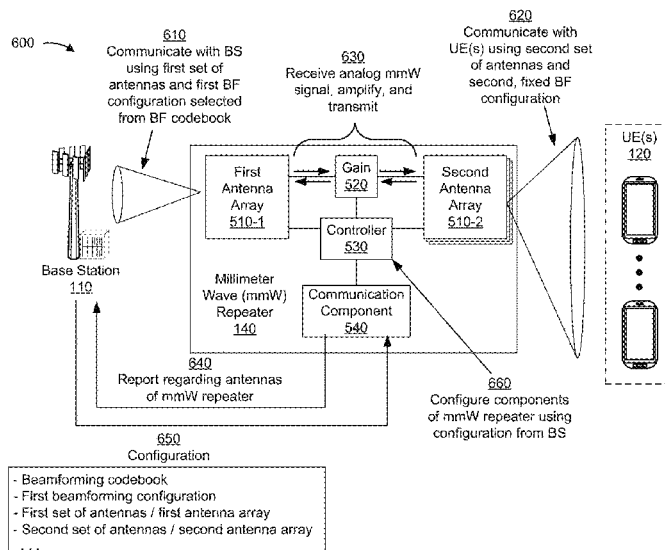 600
610
Communicate with BS
using first set of
antennas and first BF
configuration selected
from BF codebook
630
Receive analog mmW
signal, amplify, and
transmit
620
Communicate with
UE(s) using second set
of antennas and
second, fixed BF
configuration
UE(s)
120
First
Antenna
Array
510-1
Gain
520
Second
Antenna
Array
510-2
Controller
530
Base Station
110
Millimeter
Wave (mmW)
Repeater
140
Communication
Component
540
640
Report regarding antennas
of mmW repeater
660
Configure components
of mmW repeater using
configuration from BS
650
Configuration
- Beamforming codebook
- First beamforming configuration
- First set of antennas / first antenna array
- Second set of antennas / second antenna array